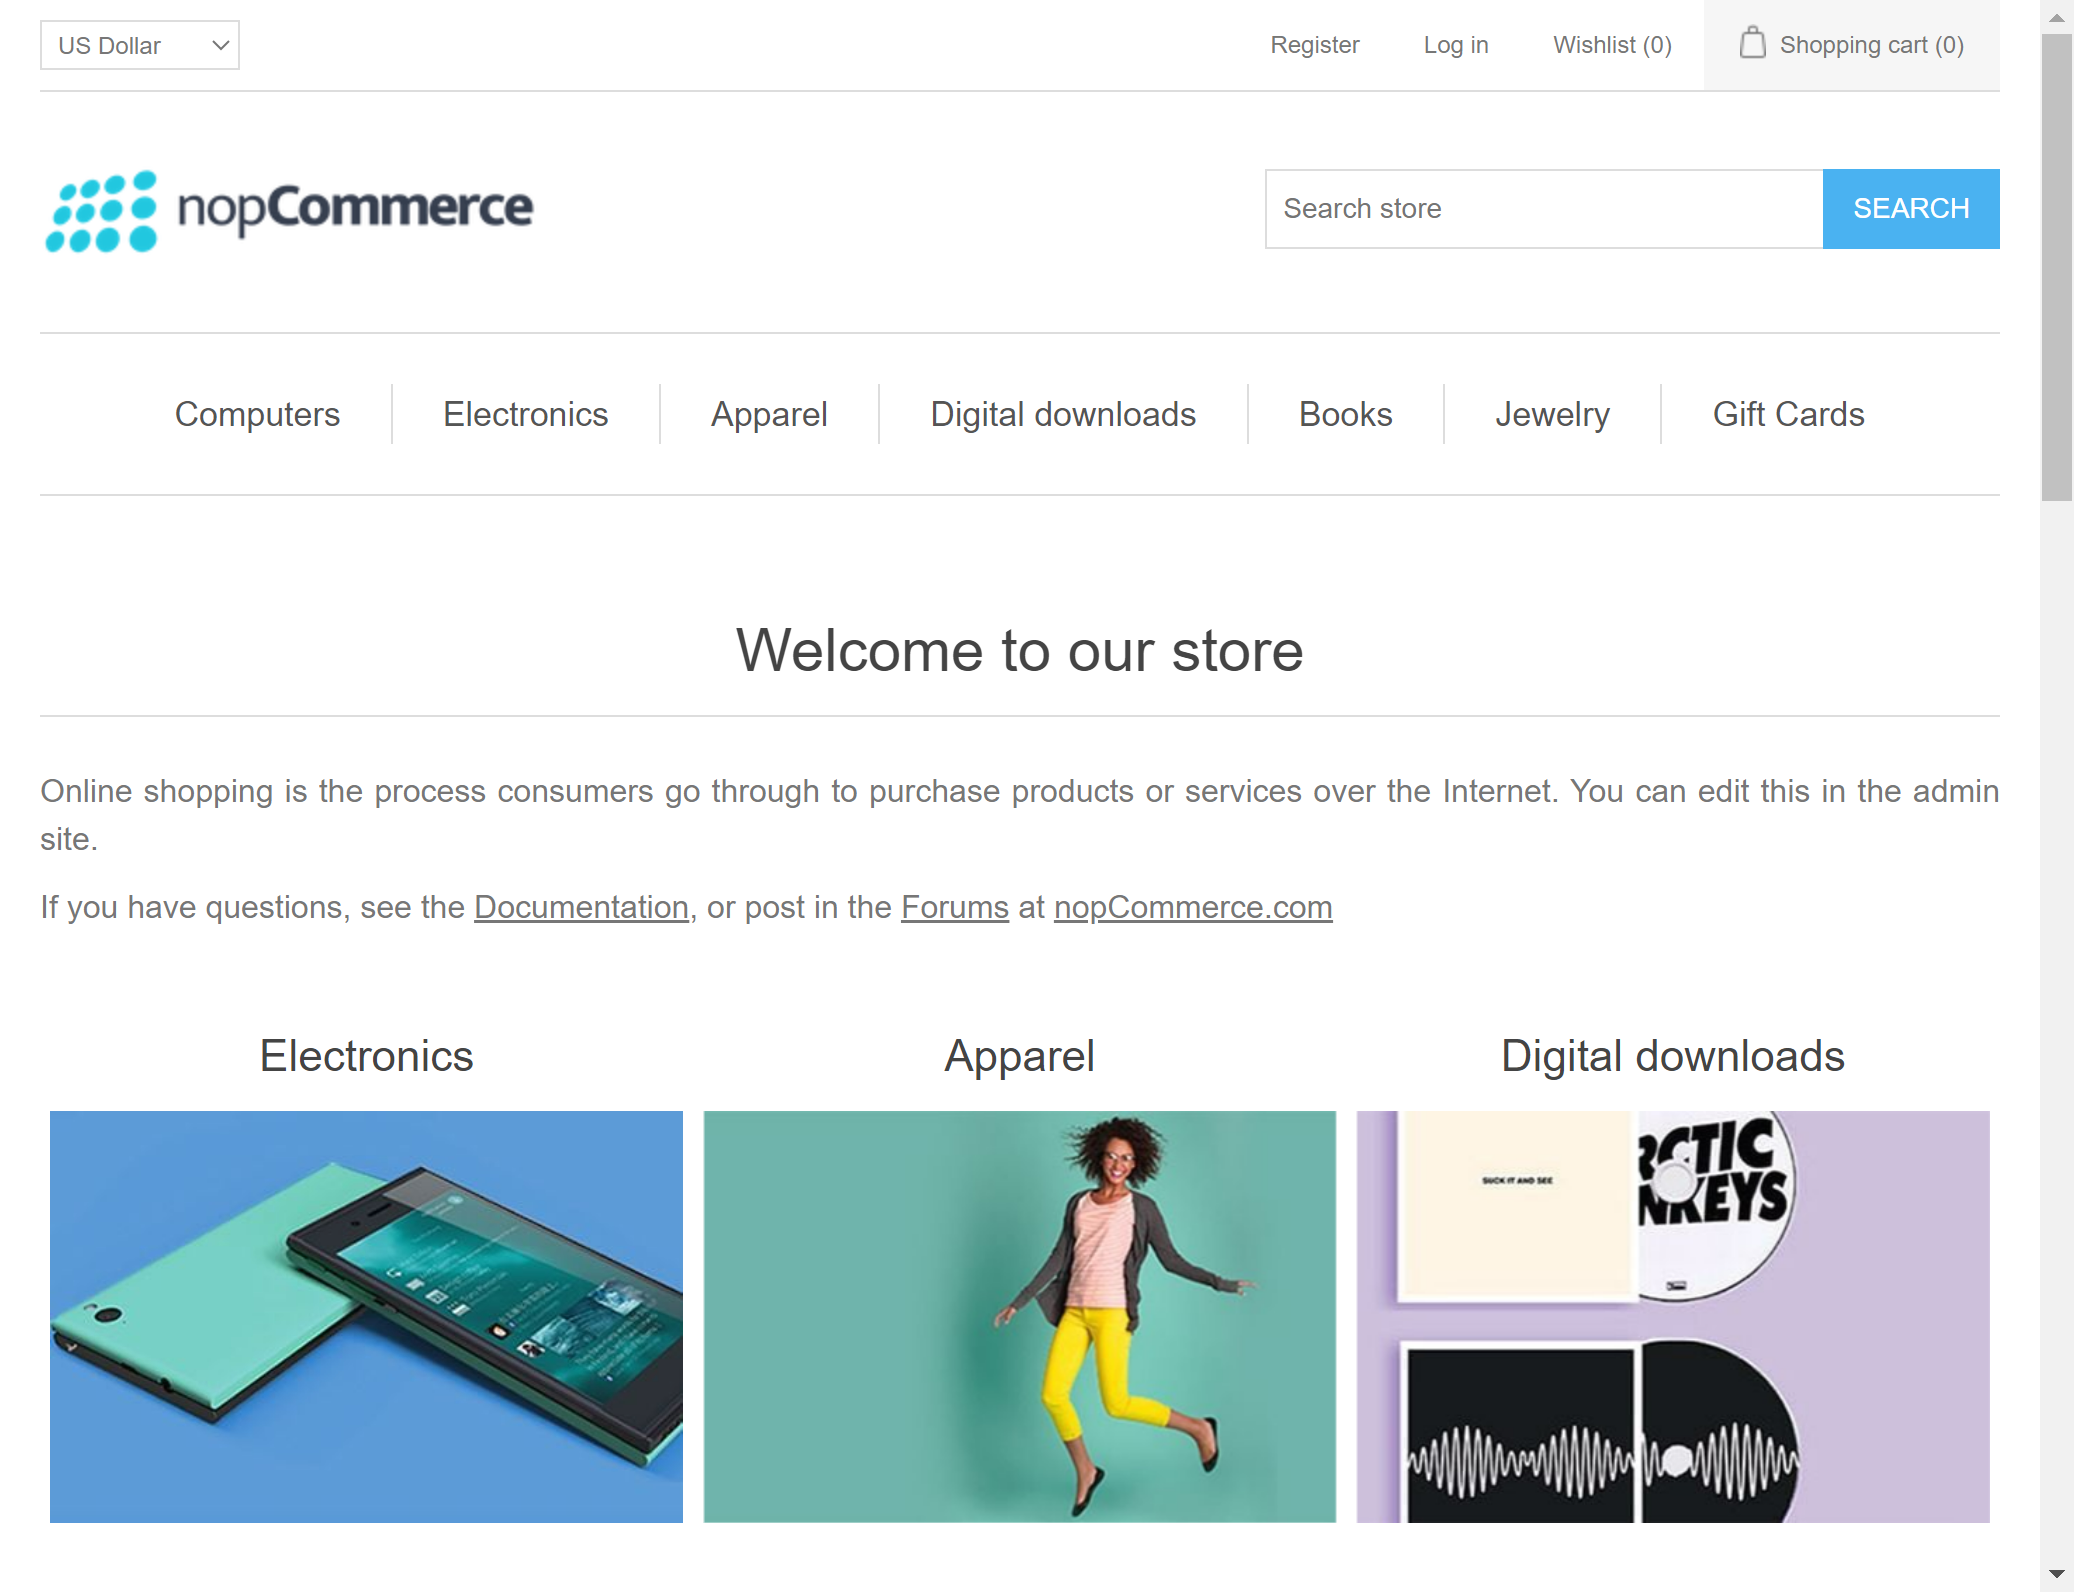 US Dollar
Register
Log in
Wishlist (0)
Shopping cart (0)
nopCommerce
Search store
SEARCH
Computers
Electronics
Apparel
Digital downloads
Books
Jewelry
Gift Cards
Welcome to our store
Online shopping is the process consumers go through to purchase products or services over the Internet. You can edit this in the admin
site.
If you have questions, see the Documentation, or post in the Forums at nopCommerce.com
Electronics
Apparel
Digital downloads
SUCK IT AND SEE
RCTIC
NKEYS